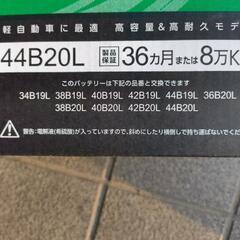 軽自動車に最適 高容量&高耐久モデ
44B20L 製品保証 36カ月または8万K
このバッテリーは下記の品番と交換できます。
34B19L 38B19L 40B19L 42B19L 44B19L 36B20L
38B20L 40B20L 42B20L 44B20L
警告:電解液(希硫酸)が入っていますので、斜めにしたり横倒しで持ち運ばないでくだ